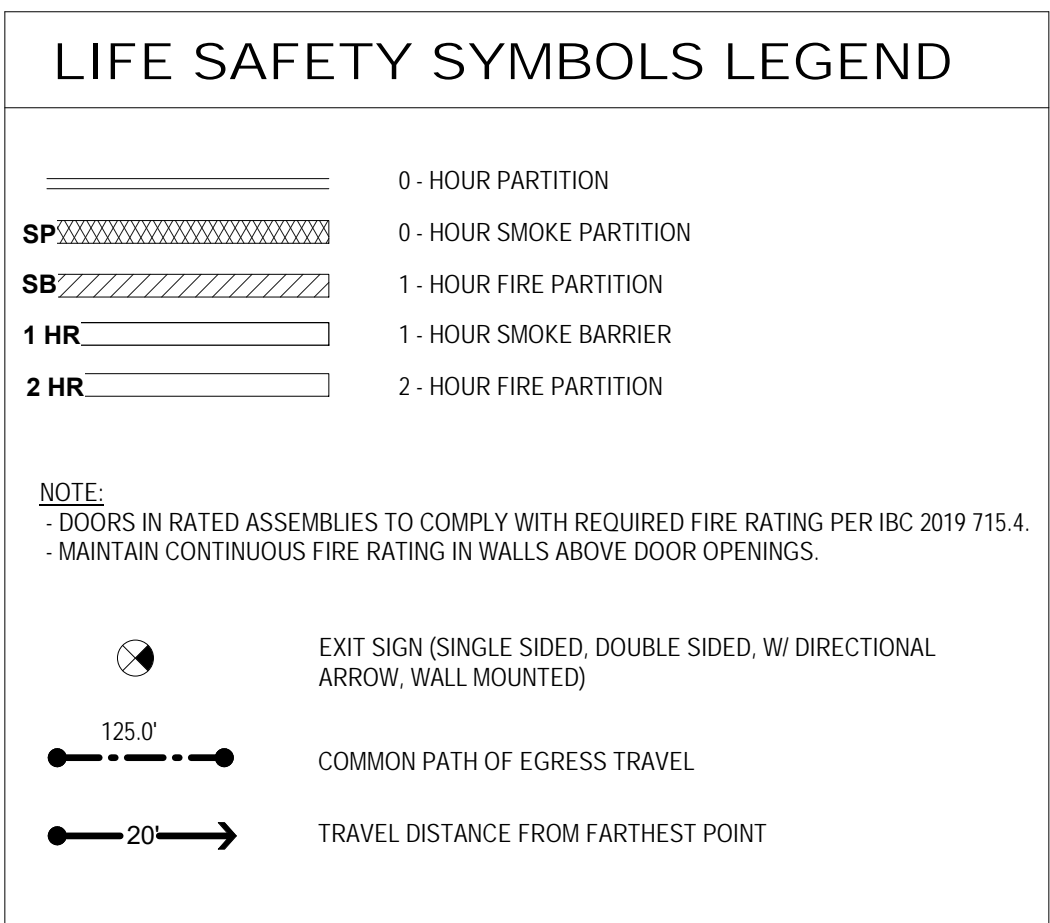 LIFE SAFETY SYMBOLS LEGEND
0 - HOUR PARTITION
SP 0 - HOUR SMOKE PARTITION
SB 1 - HOUR FIRE PARTITION
1 HR 1 - HOUR SMOKE BARRIER
2 HR 2 - HOUR FIRE PARTITION
NOTE:
- DOORS IN RATED ASSEMBLIES TO COMPLY WITH REQUIRED FIRE RATING PER IBC 2019 715.4.
- MAINTAIN CONTINUOUS FIRE RATING IN WALLS ABOVE DOOR OPENINGS.
EXIT SIGN (SINGLE SIDED, DOUBLE SIDED, W/ DIRECTIONAL
ARROW, WALL MOUNTED)
125.0'
COMMON PATH OF EGRESS TRAVEL
20' TRAVEL DISTANCE FROM FARTHEST POINT